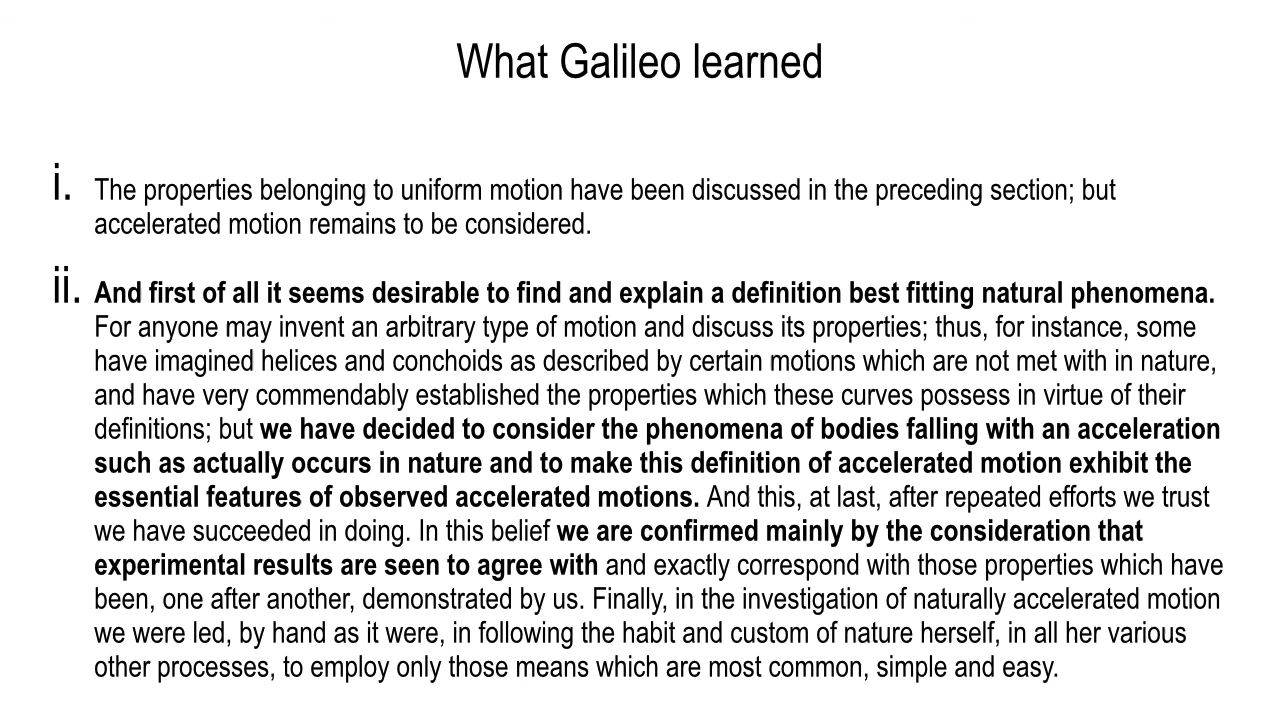 What Galileo learned
i. The properties belonging to uniform motion have been discussed in the preceding section; but
accelerated motion remains to be considered.
ii. And first of all it seems desirable to find and explain a definition best fitting natural phenomena.
For anyone may invent an arbitrary type of motion and discuss its properties; thus, for instance, some
have imagined helices and conchoids as described by certain motions which are not met with in nature,
and have very commendably established the properties which these curves possess in virtue of their
definitions; but we have decided to consider the phenomena of bodies falling with an acceleration
such as actually occurs in nature and to make this definition of accelerated motion exhibit the
essential features of observed accelerated motions. And this, at last, after repeated efforts we trust
we have succeeded in doing. In this belief we are confirmed mainly by the consideration that
experimental results are seen to agree with and exactly correspond with those properties which have
been, one after another, demonstrated by us. Finally, in the investigation of naturally accelerated motion
we were led, by hand as it were, in following the habit and custom of nature herself, in all her various
other processes, to employ only those means which are most common, simple and easy.